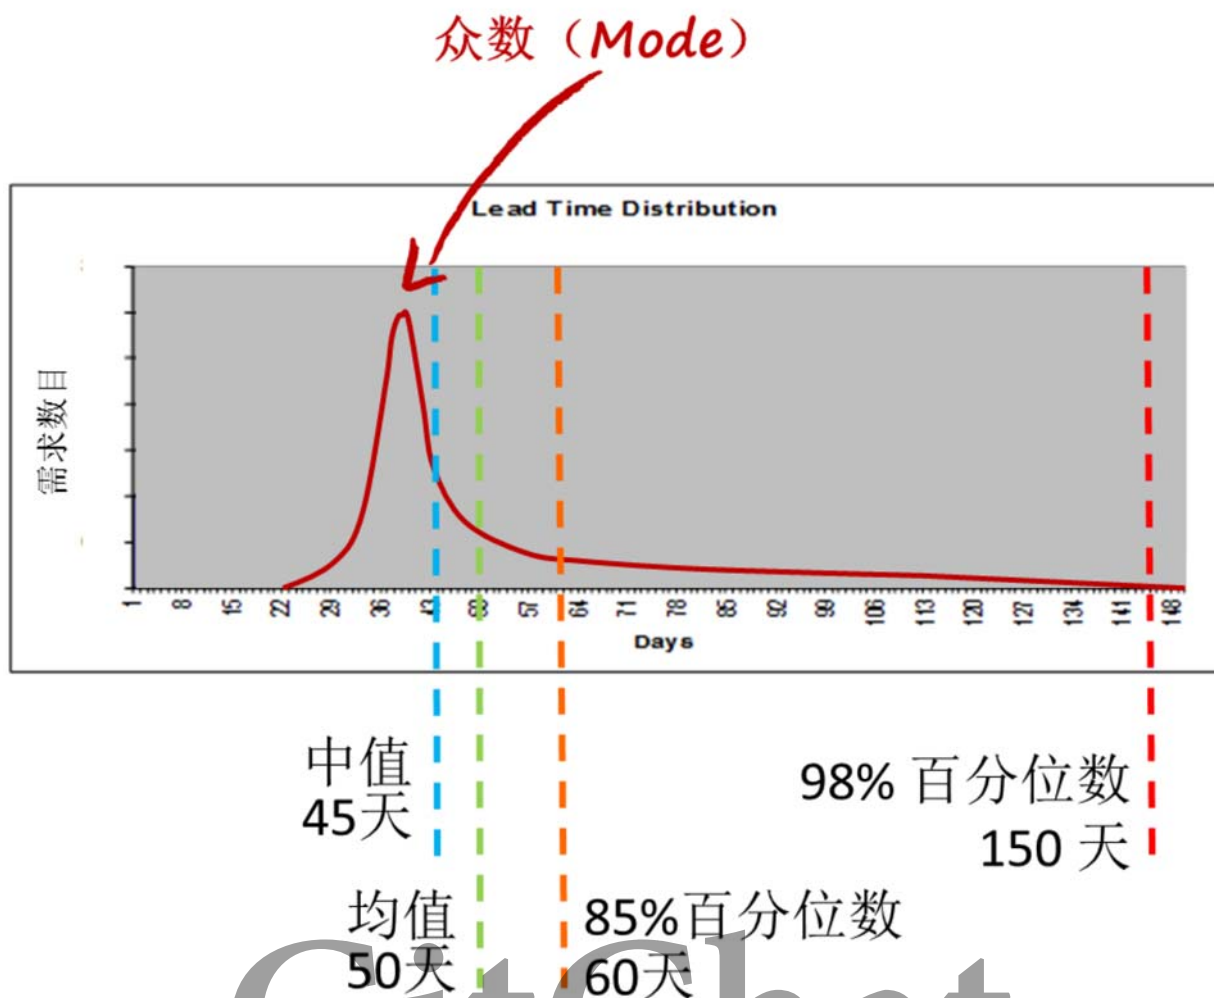 众数（Mode）
Lead Time Distribution
需求数目
1 8 15 22 29 36 43 57 64 71 78 85 92 99 106 113 120 127 134 141 148
Days
中值
45天
98% 百分位数
150 天
均值
50天
85%百分位数
60天
GitChat